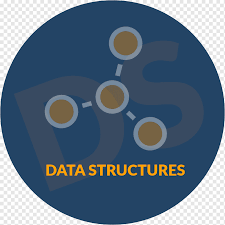 DS
DATA STRUCTURES